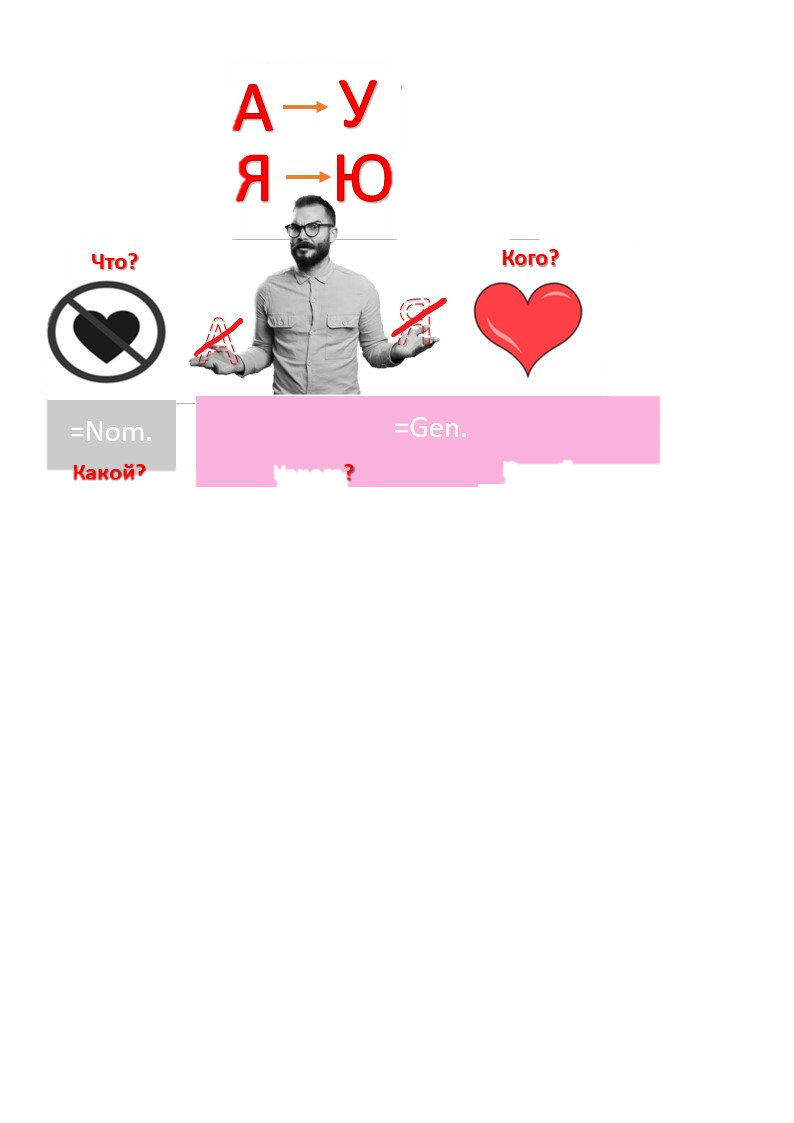 А → У
Я → Ю
Что?
Кого?
А
Я
=Nom.
=Gen.
Какой?